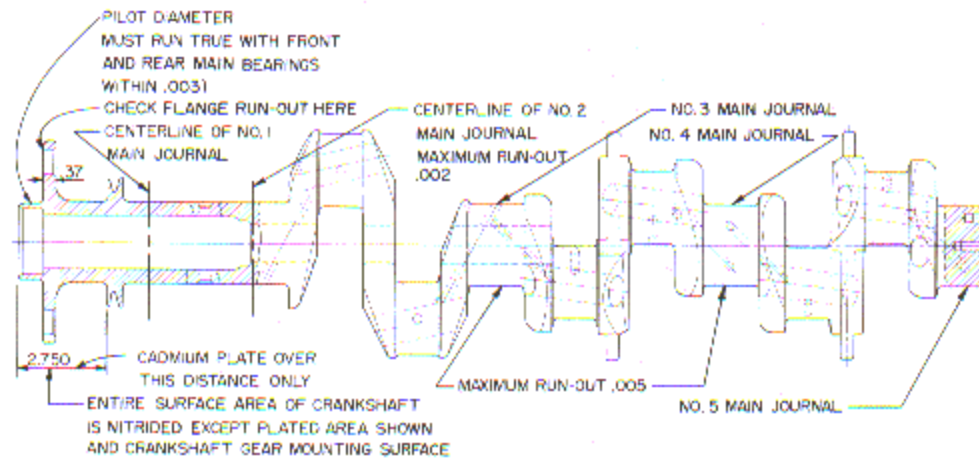 PILOT DIAMETER
MUST RUN TRUE WITH FRONT
AND REAR MAIN BEARINGS
WITHIN .0031
CHECK FLANGE RUN-OUT HERE
CENTERLINE OF NO. 1
MAIN JOURNAL
CENTERLINE OF NO. 2
MAIN JOURNAL
MAXIMUM RUN-OUT
.002
NO. 3 MAIN JOURNAL
NO. 4 MAIN JOURNAL
.37
2.750
CADMIUM PLATE OVER
THIS DISTANCE ONLY
ENTIRE SURFACE AREA OF CRANKSHAFT
IS NITRIDED EXCEPT PLATED AREA SHOWN
AND CRANKSHAFT GEAR MOUNTING SURFACE
MAXIMUM RUN-OUT .005
NO. 5 MAIN JOURNAL